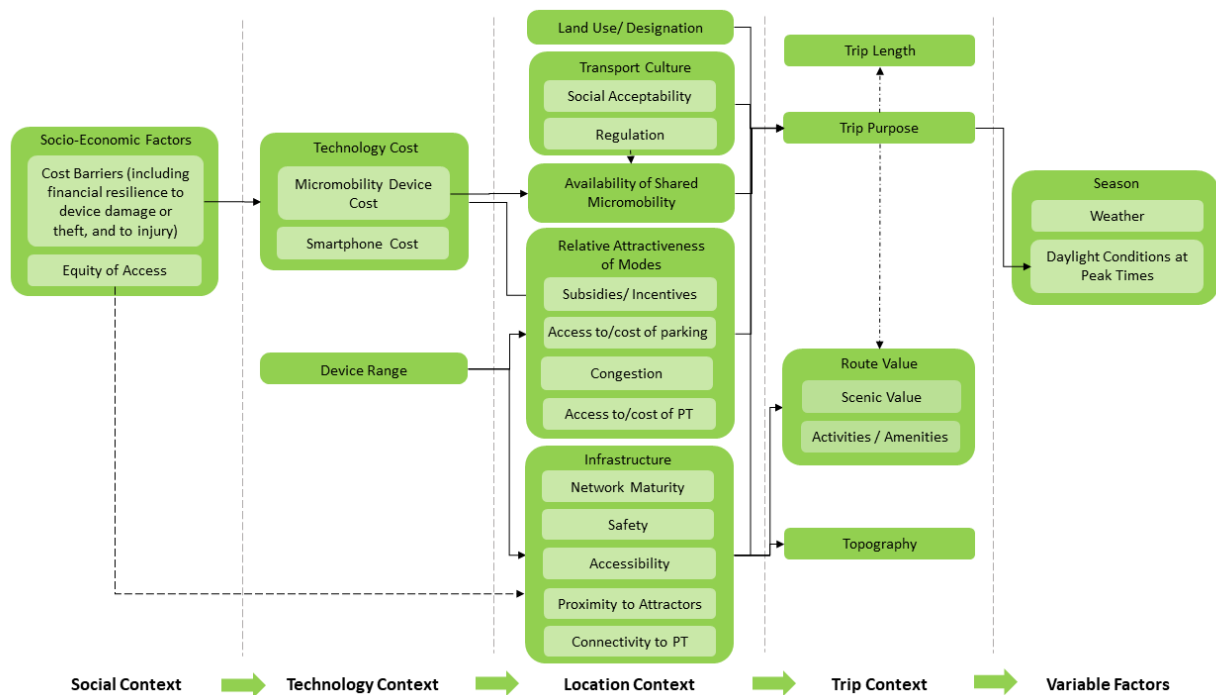 Socio-Economic Factors
Cost Barriers (including
financial resilience to
device damage or
theft, and to injury)
Equity of Access
Technology Cost
Micromobility Device
Cost
Smartphone Cost
Device Range
Land Use/ Designation
Transport Culture
Social Acceptability
Regulation
Availability of Shared
Micromobility
Relative Attractiveness
of Modes
Subsidies/ Incentives
Access to/cost of parking
Congestion
Access to/cost of PT
Infrastructure
Network Maturity
Safety
Accessibility
Proximity to Attractors
Connectivity to PT
Trip Length
Trip Purpose
Route Value
Scenic Value
Activities / Amenities
Topography
Season
Weather
Daylight Conditions at
Peak Times
Social Context
Technology Context
Location Context
Trip Context
Variable Factors